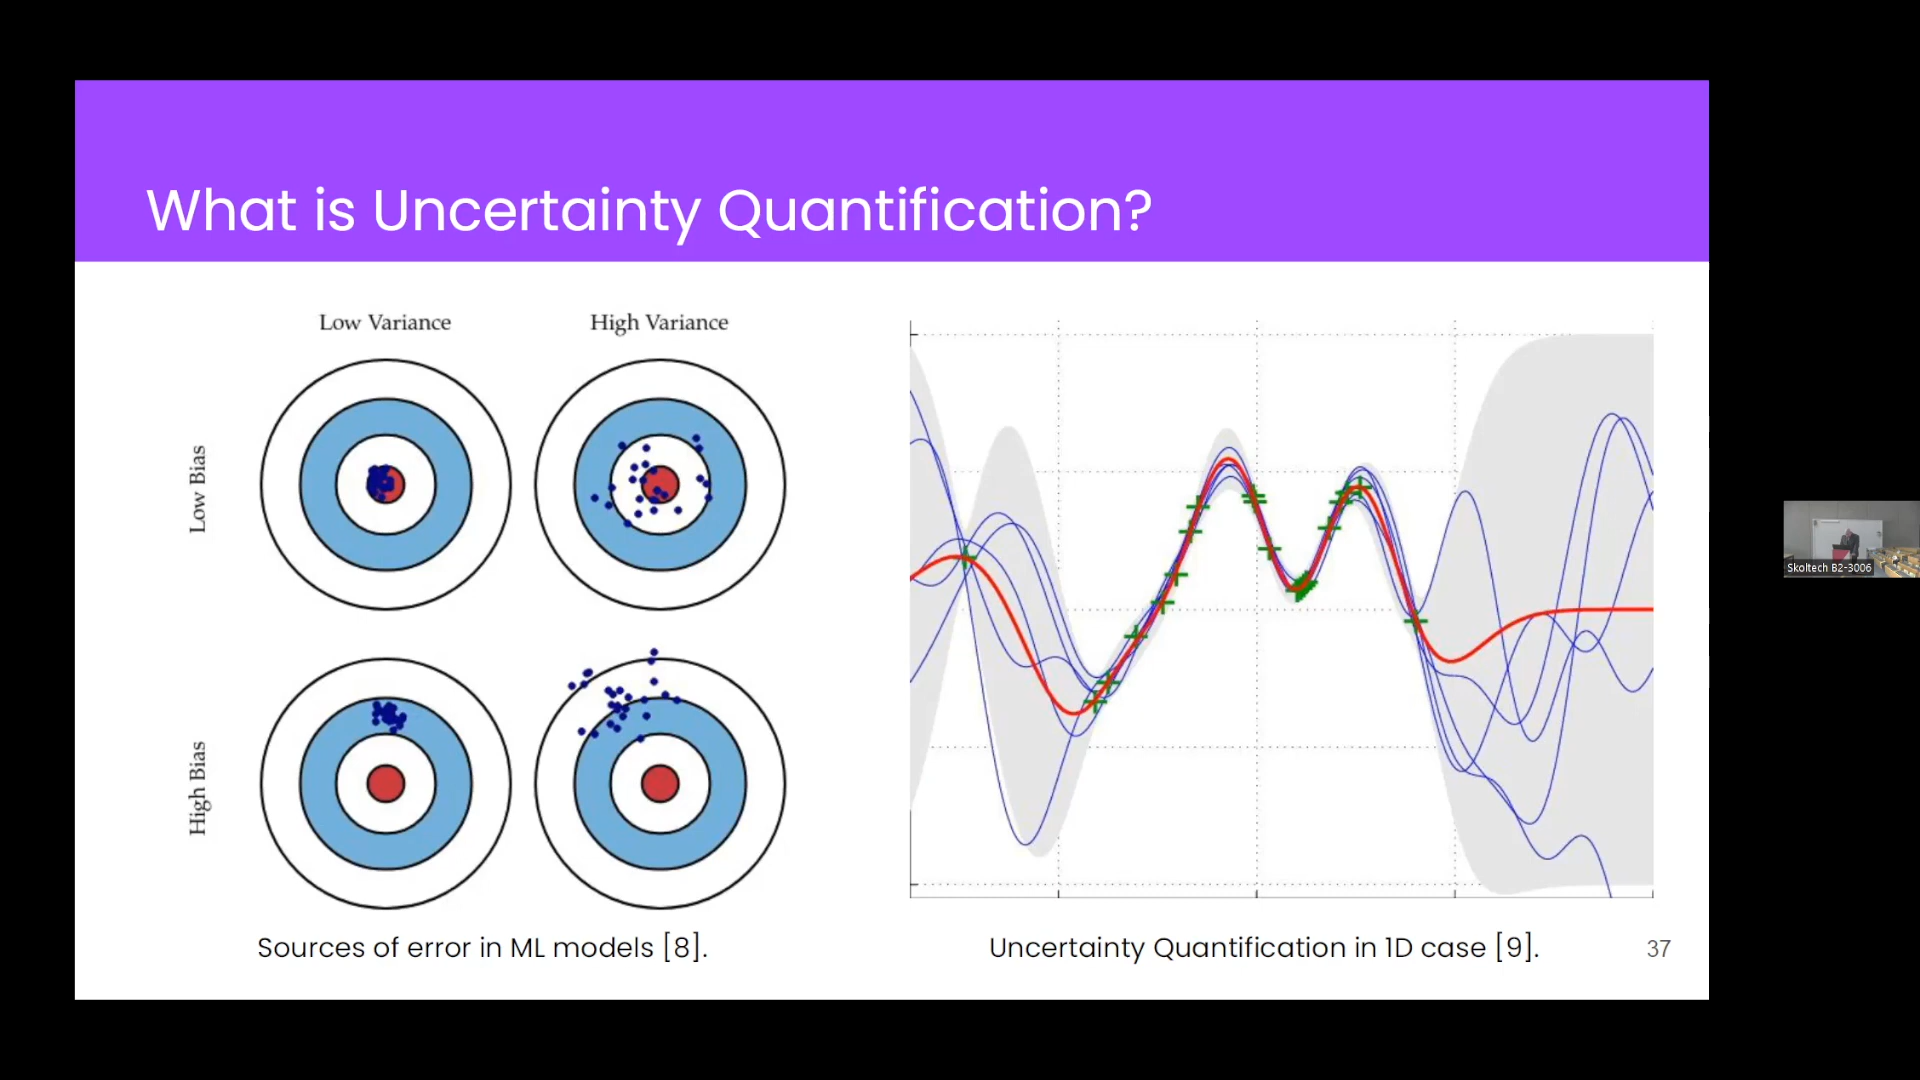 What is Uncertainty Quantification?
Low Variance
High Variance
Low Bias
High Bias
Sources of error in ML models [8].
Uncertainty Quantification in 1D case [9].
37
Skoltech B2-3006